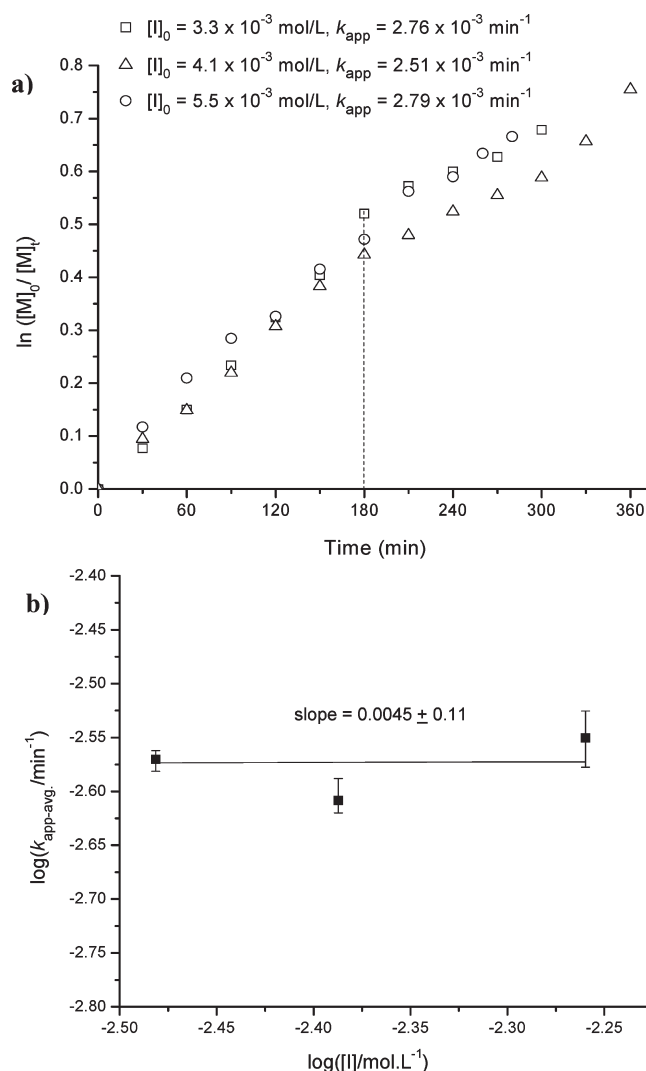 a)
[I]₀ = 3.3 x 10⁻³ mol/L, k_app = 2.76 x 10⁻³ min⁻¹
[I]₀ = 4.1 x 10⁻³ mol/L, k_app = 2.51 x 10⁻³ min⁻¹
[I]₀ = 5.5 x 10⁻³ mol/L, k_app = 2.79 x 10⁻³ min⁻¹
0.8
0.7
0.6
0.5
0.4
0.3
0.2
0.1
0.0
ln ([M]₀/ [M]ₜ)
0 60 120 180 240 300 360
Time (min)
b)
-2.40
-2.45
-2.50
-2.55
-2.60
-2.65
-2.70
-2.75
-2.80
log(k_app-avg./min⁻¹)
slope = 0.0045 ± 0.11
-2.50 -2.45 -2.40 -2.35 -2.30 -2.25
log([I]/mol.L⁻¹)